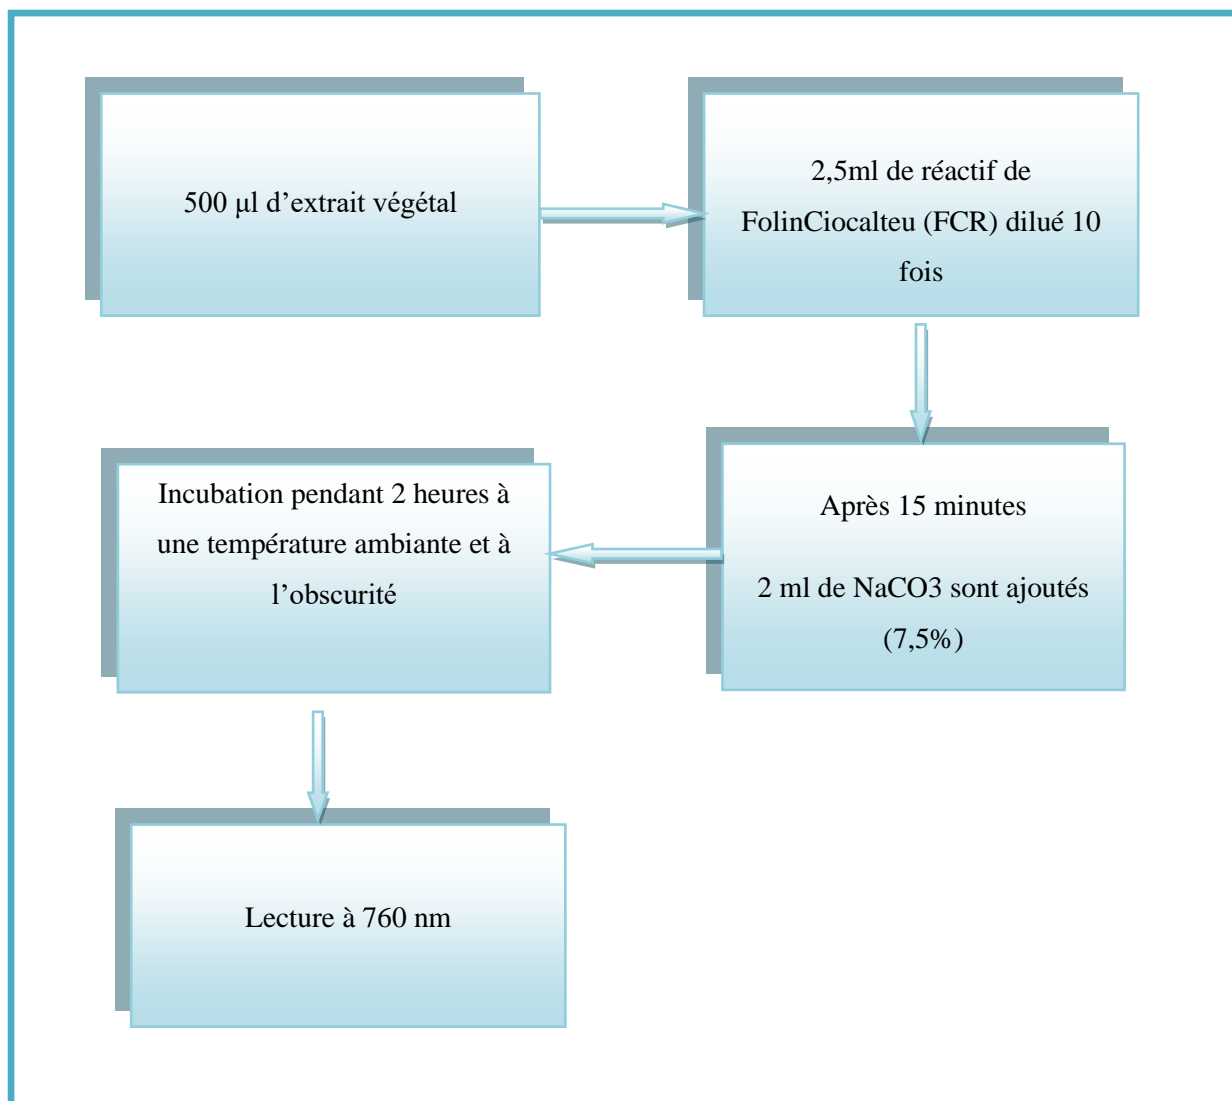 500 µl d’extrait végétal
2,5ml de réactif de
FolinCiocalteu (FCR) dilué 10
fois
Après 15 minutes
2 ml de NaCO3 sont ajoutés
(7,5%)
Incubation pendant 2 heures à
une température ambiante et à
l’obscurité
Lecture à 760 nm